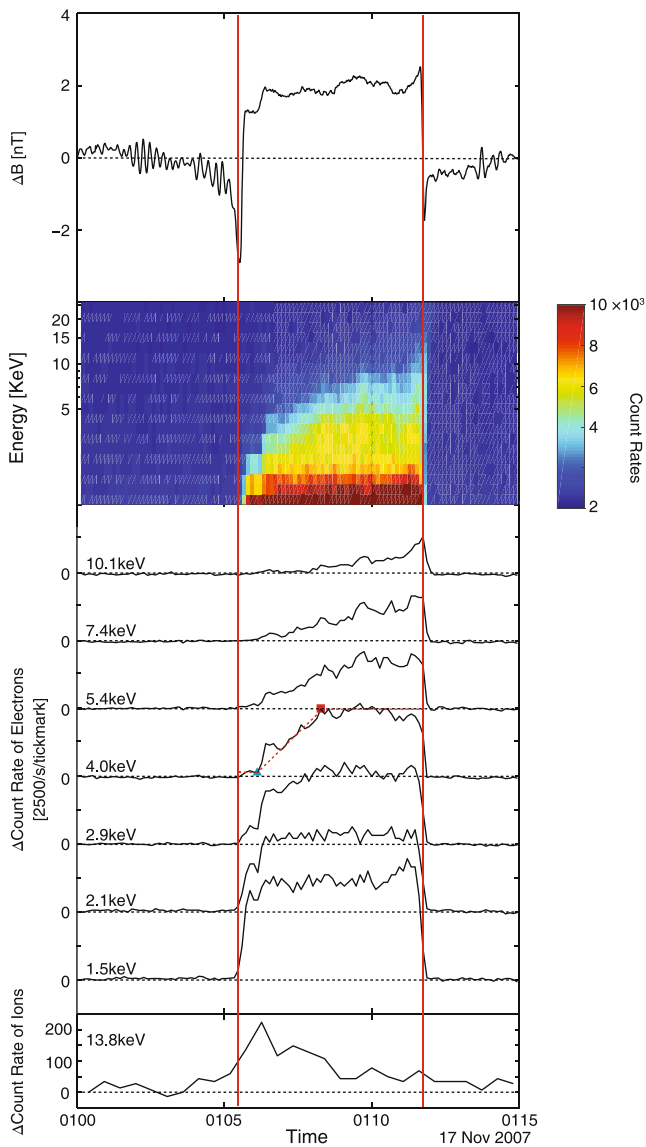 4
2
0
−2
ΔB [nT]
20
15
10
5
Energy [KeV]
10 ×10³
8
6
4
2
Count Rates
10.1keV
0
7.4keV
0
5.4keV
0
4.0keV
0
2.9keV
0
2.1keV
0
1.5keV
0
ΔCount Rate of Electrons
[2500/s/tickmark]
13.8keV
200
100
0
ΔCount Rate of Ions
0100
0105
0110
0115
Time
17 Nov 2007